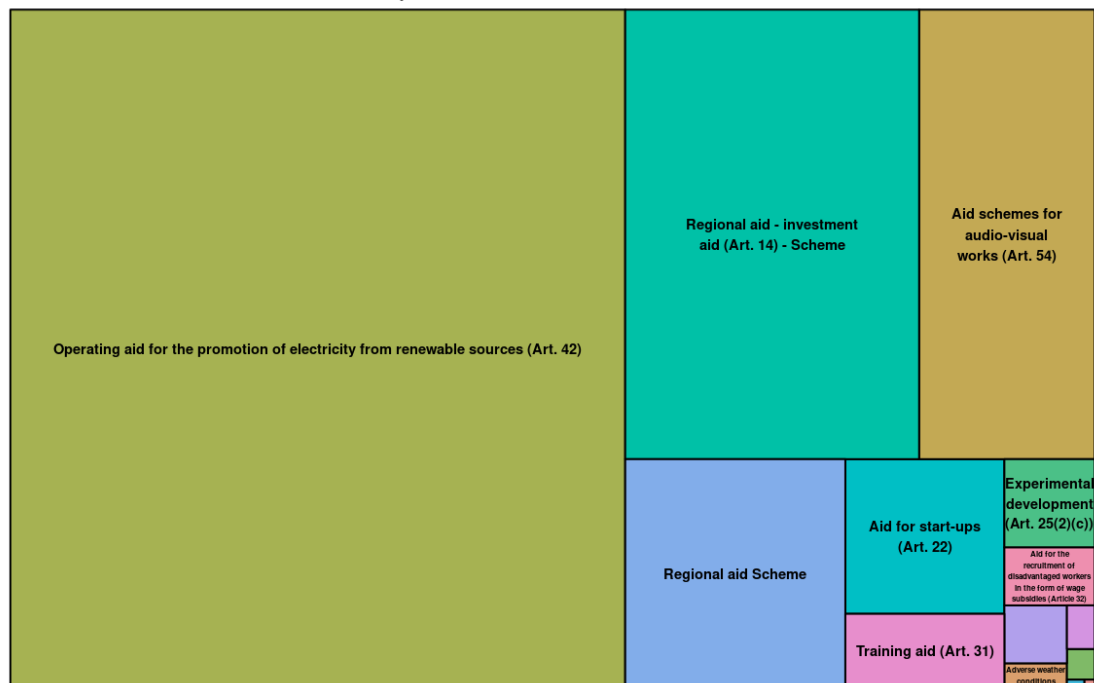 Operating aid for the promotion of electricity from renewable sources (Art. 42)
Regional aid - investment
aid (Art. 14) - Scheme
Aid schemes for
audio-visual
works (Art. 54)
Regional aid Scheme
Aid for start-ups
(Art. 22)
Training aid (Art. 31)
Experimental
development
(Art. 25(2)(c))
Aid for the
recruitment of
disadvantaged workers
in the form of wage
subsidies (Article 32)
Adverse weather
conditions